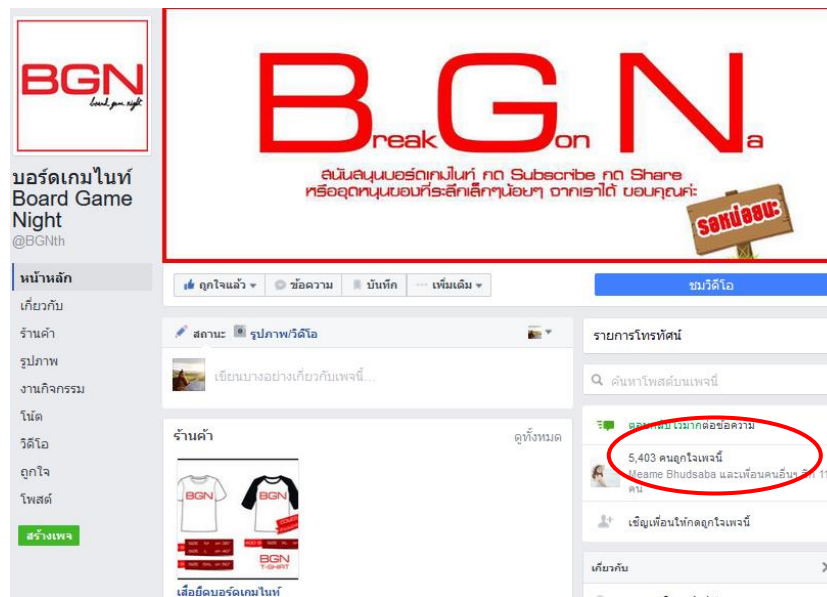 BGN
board game night
บอร์ดเกมไนท์
Board Game
Night
@BGNth
หน้าหลัก
เกี่ยวกับ
ร้านค้า
รูปภาพ
งานกิจกรรม
โน้ต
วิดีโอ
ถูกใจ
โพสต์
สร้างเพจ
Break Gon Na
สนับสนุนบอร์ดเกมไนท์ กด Subscribe กด Share
หรืออุดหนุนของที่ระลึกเล็กๆน้อยๆ จากเราได้ ขอบคุณค่ะ
รอหน่อยนะ
ถูกใจแล้ว ข้อความ บันทึก ... เพิ่มเติม
ชมวิดีโอ
สถานะ รูปภาพ/วิดีโอ
เขียนบางอย่างเกี่ยวกับเพจนี้...
ร้านค้า ดูทั้งหมด
BGN BGN
BGN
T-SHIRT
เสื้อยืดบอร์ดเกมไนท์
รายการโทรทัศน์
ค้นหาโพสต์บนเพจนี้
ตอบกลับไวมากต่อข้อความ
5,403 คนถูกใจเพจนี้
Meame Bhudsaba และเพื่อนคนอื่นๆ อีก 11
คน
เชิญเพื่อนให้กดถูกใจเพจนี้
เกี่ยวกับ